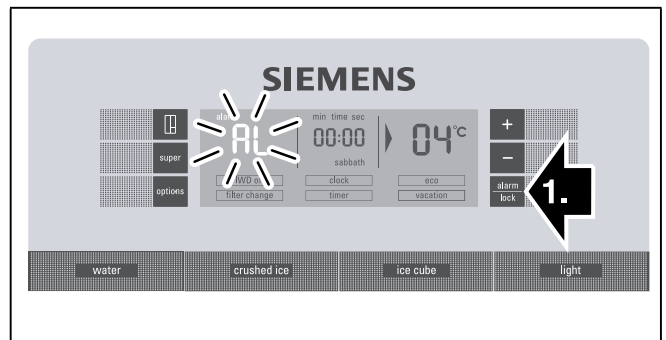 SIEMENS
alarm
min time sec
AL
00:00
04°C
sabbath
super
options
IWD
clock
eco
filter change
timer
vacation
+
−
alarm
lock
1.
water
crushed ice
ice cube
light